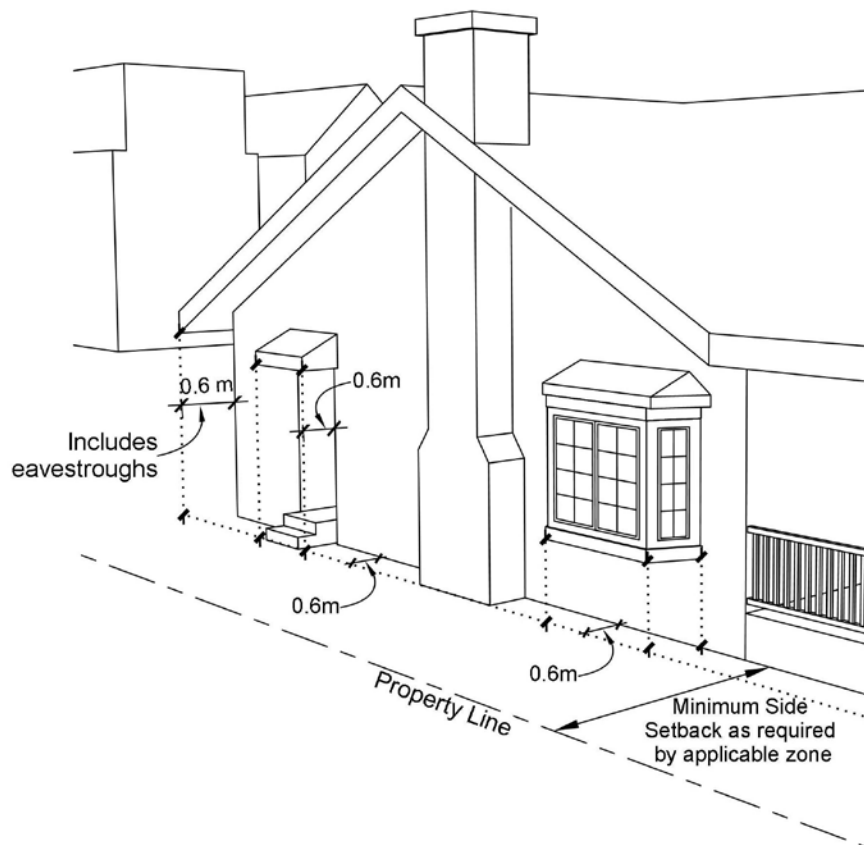 0.6m
0.6 m
Includes
eavestroughs
0.6m
0.6m
Property Line
Minimum Side
Setback as required
by applicable zone